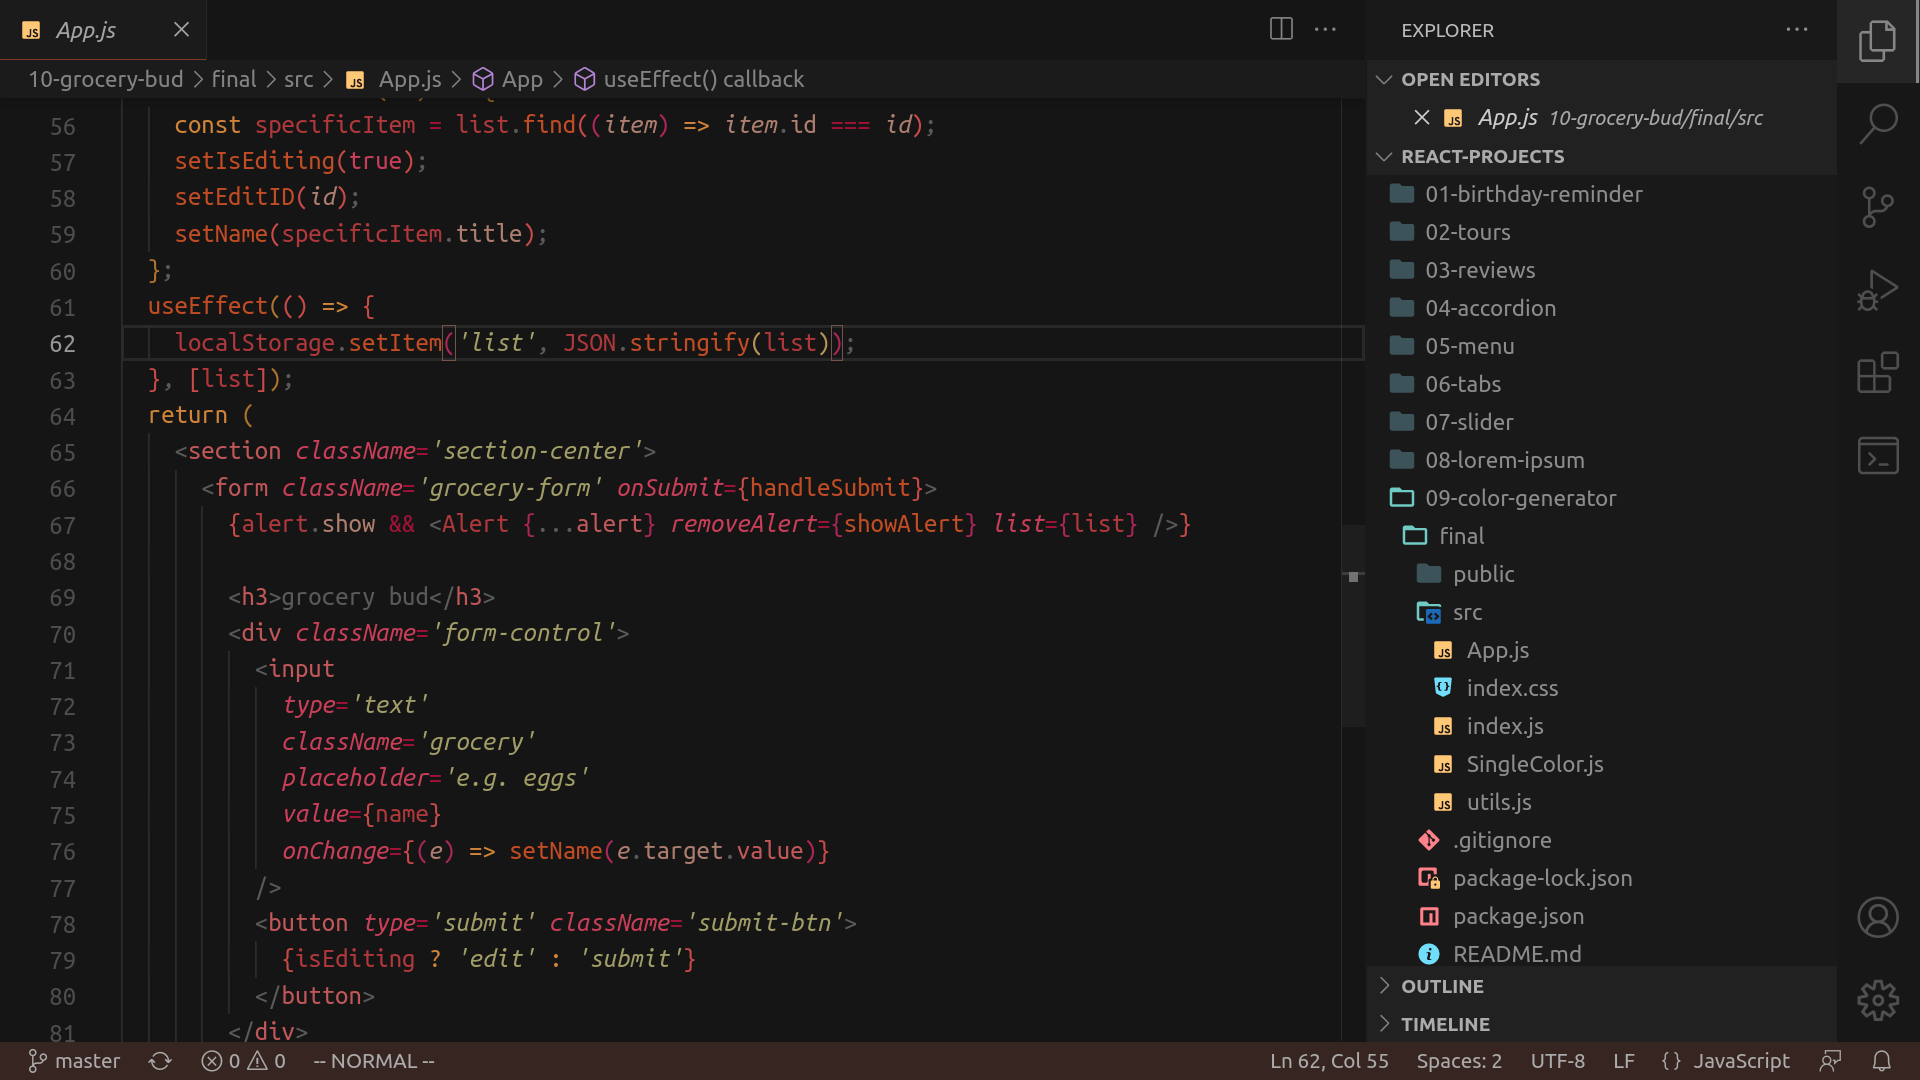 App.js
10-grocery-bud > final > src > App.js > App > useEffect() callback
56 const specificItem = list.find((item) => item.id === id);
57 setIsEditing(true);
58 setEditID(id);
59 setName(specificItem.title);
60 };
61 useEffect(() => {
62 localStorage.setItem('list', JSON.stringify(list));
63 }, [list]);
64 return (
65 <section className='section-center'>
66 <form className='grocery-form' onSubmit={handleSubmit}>
67 {alert.show && <Alert {...alert} removeAlert={showAlert} list={list} />}
68
69 <h3>grocery bud</h3>
70 <div className='form-control'>
71 <input
72 type='text'
73 className='grocery'
74 placeholder='e.g. eggs'
75 value={name}
76 onChange={(e) => setName(e.target.value)}
77 />
78 <button type='submit' className='submit-btn'>
79 {isEditing ? 'edit' : 'submit'}
80 </button>
81 </div>
EXPLORER
OPEN EDITORS
App.js 10-grocery-bud/final/src
REACT-PROJECTS
01-birthday-reminder
02-tours
03-reviews
04-accordion
05-menu
06-tabs
07-slider
08-lorem-ipsum
09-color-generator
final
public
src
App.js
index.css
index.js
SingleColor.js
utils.js
.gitignore
package-lock.json
package.json
README.md
OUTLINE
TIMELINE
master 0 0 -- NORMAL -- Ln 62, Col 55 Spaces: 2 UTF-8 LF {} JavaScript